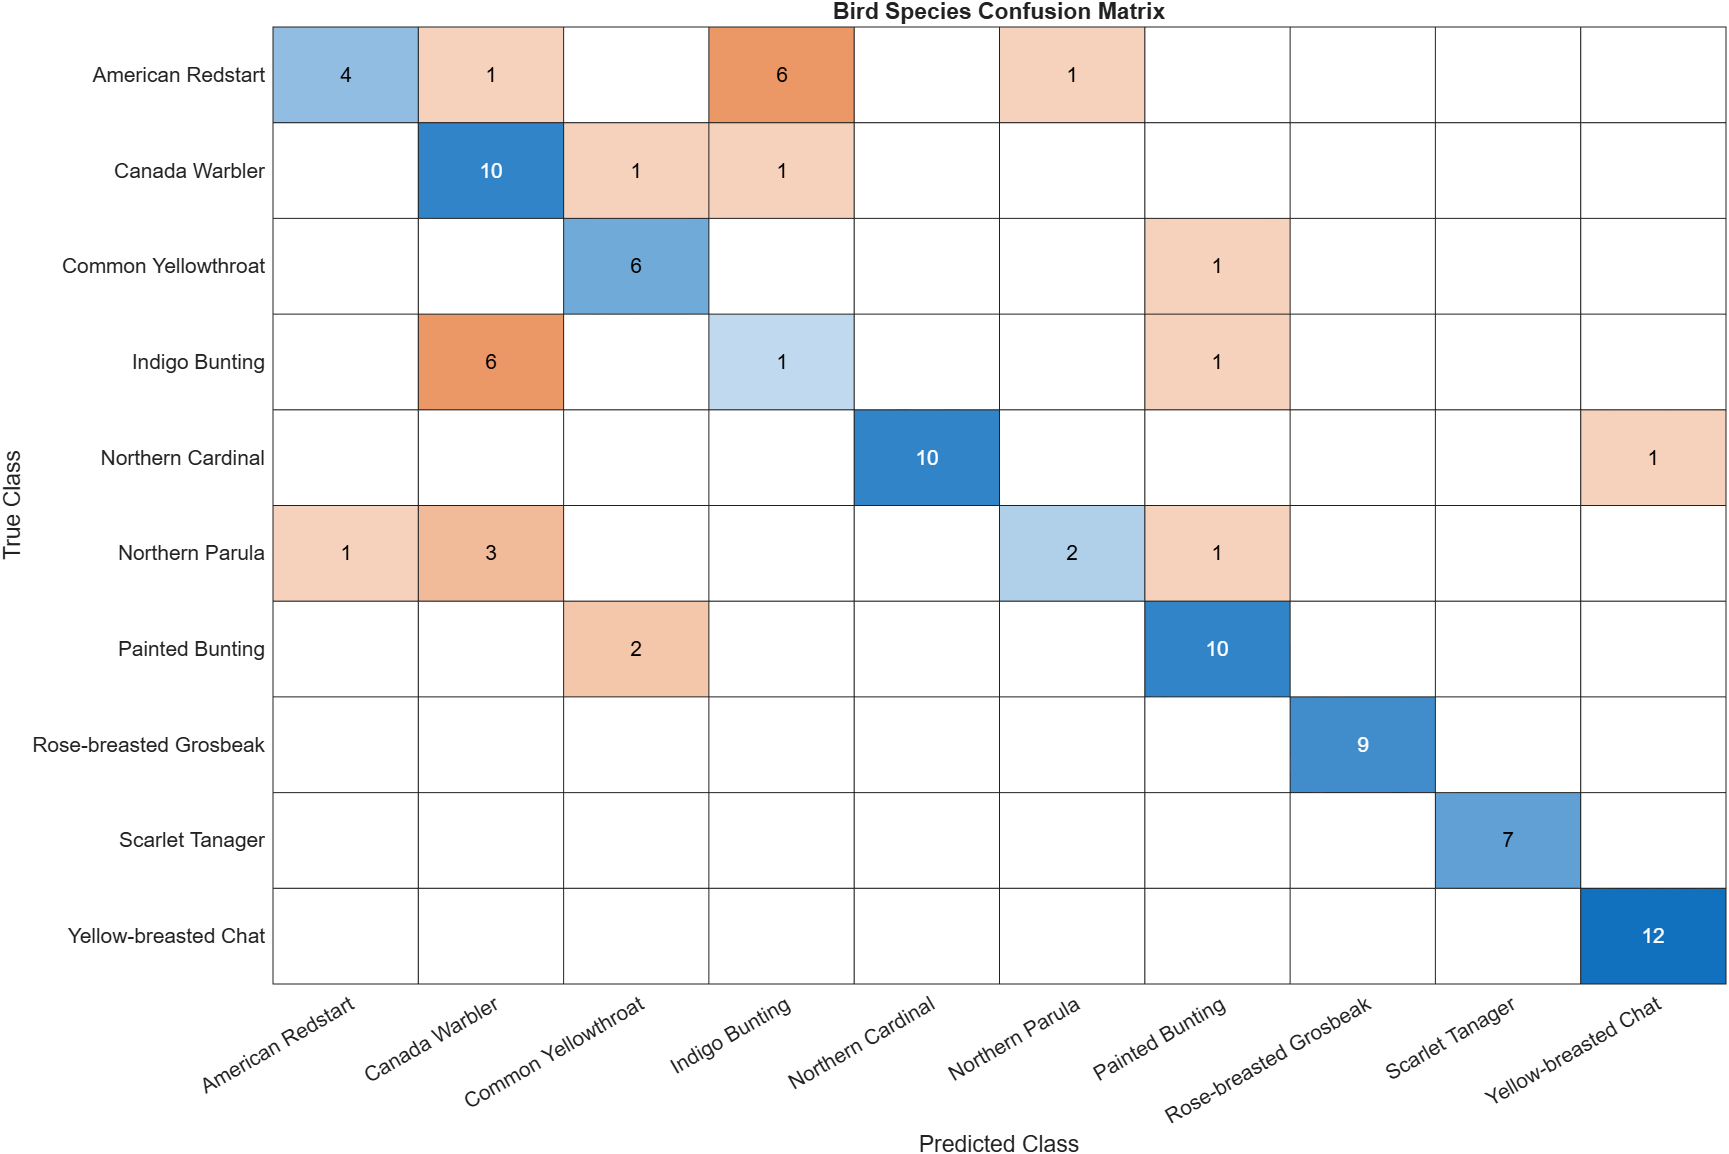 Bird Species Confusion Matrix
True Class
American Redstart 4 1 6 1
Canada Warbler 10 1 1
Common Yellowthroat 6 1
Indigo Bunting 6 1 1
Northern Cardinal 10 1
Northern Parula 1 3 2 1
Painted Bunting 2 10
Rose-breasted Grosbeak 9
Scarlet Tanager 7
Yellow-breasted Chat 12
American Redstart
Canada Warbler
Common Yellowthroat
Indigo Bunting
Northern Cardinal
Northern Parula
Painted Bunting
Rose-breasted Grosbeak
Scarlet Tanager
Yellow-breasted Chat
Predicted Class